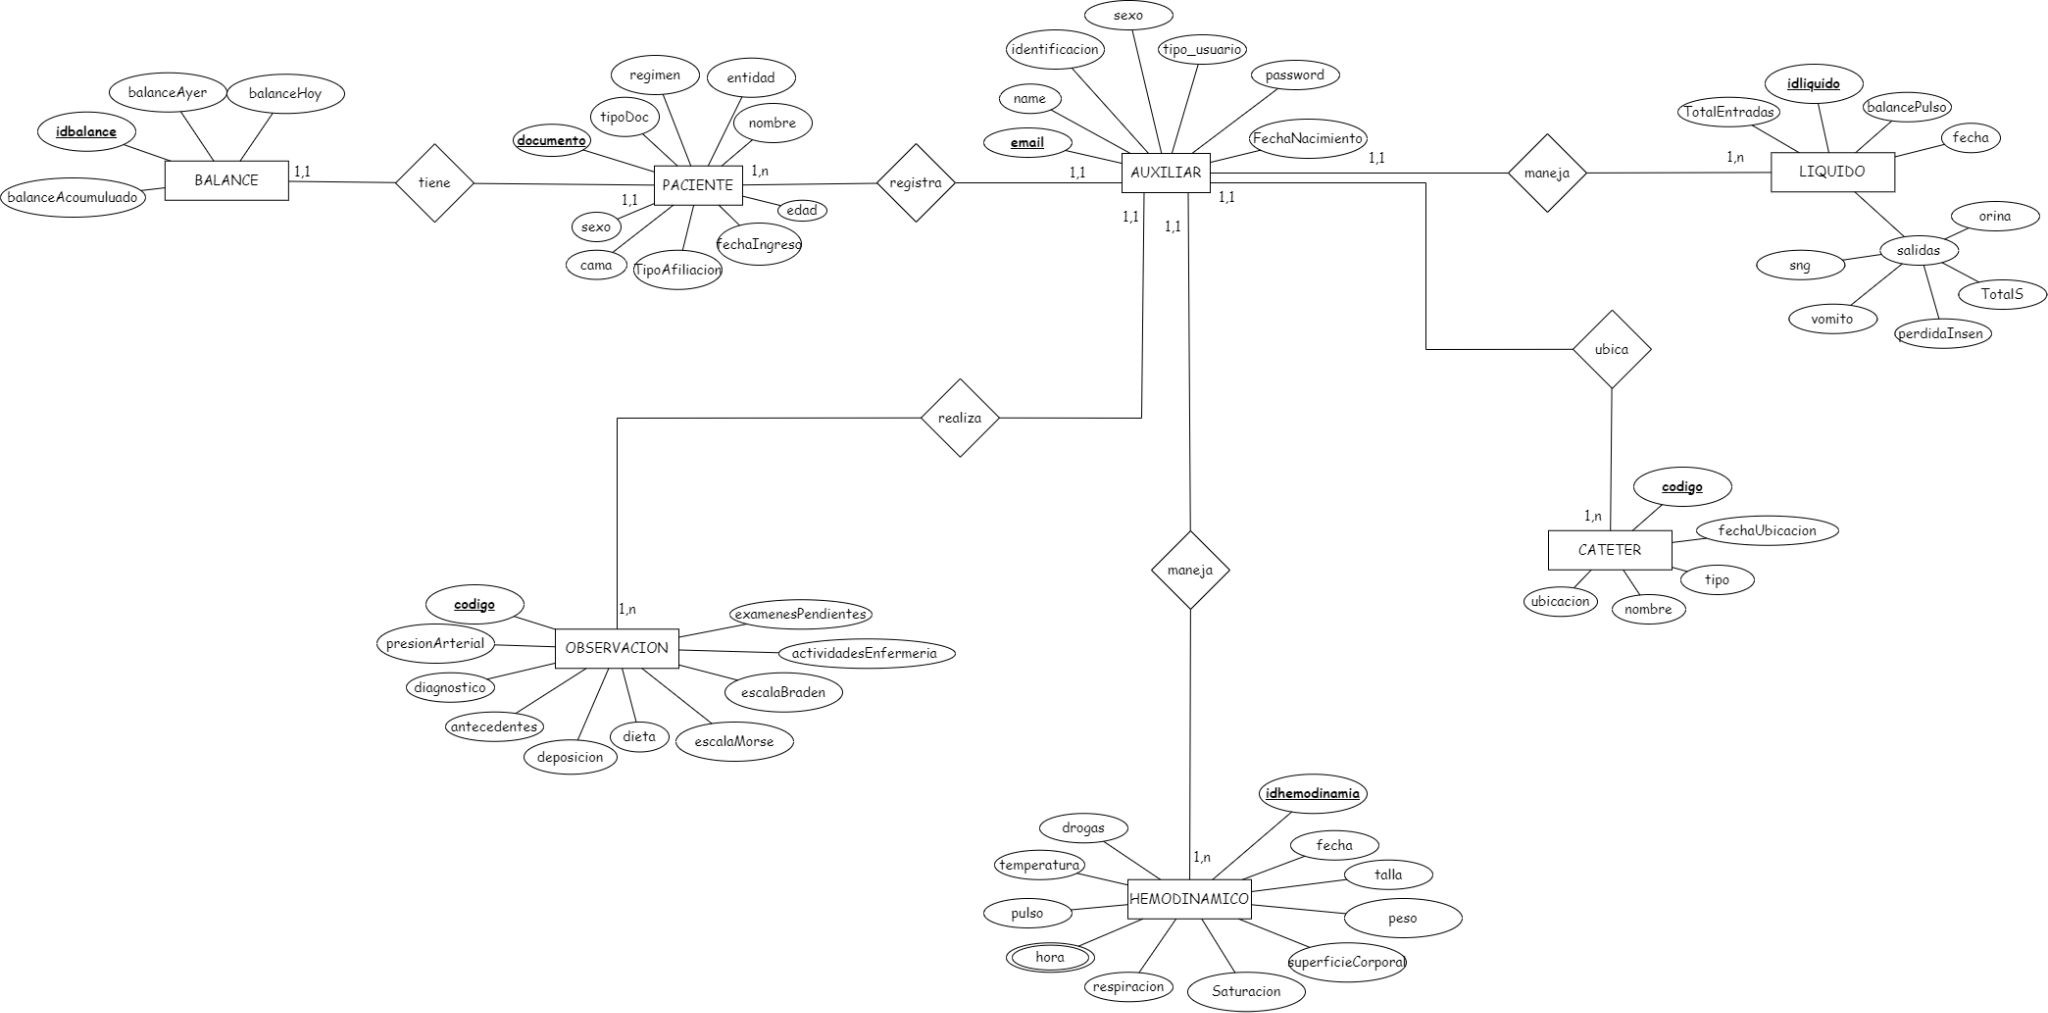 sexo
identificacion
tipo_usuario
password
name
email
FechaNacimiento
AUXILIAR
regimen
entidad
tipoDoc
nombre
documento
PACIENTE
sexo
cama
TipoAfiliacion
fechaIngreso
edad
balanceAyer
balanceHoy
idbalance
BALANCE
balanceAcoumuluado
1,1
tiene
1,1
1,n
registra
1,1
1,1
maneja
1,n
idliquido
TotalEntradas
balancePulso
fecha
LIQUIDO
salidas
orina
sng
TotalS
vomito
perdidaInsen
1,1
1,1
1,1
ubica
1,n
codigo
fechaUbicacion
CATETER
tipo
ubicacion
nombre
realiza
1,n
codigo
examenesPendientes
presionArterial
OBSERVACION
actividadesEnfermeria
diagnostico
escalaBraden
antecedentes
dieta
escalaMorse
deposicion
maneja
1,n
idhemodinamia
drogas
fecha
temperatura
talla
HEMODINAMICO
pulso
peso
hora
superficieCorporal
respiracion
Saturacion